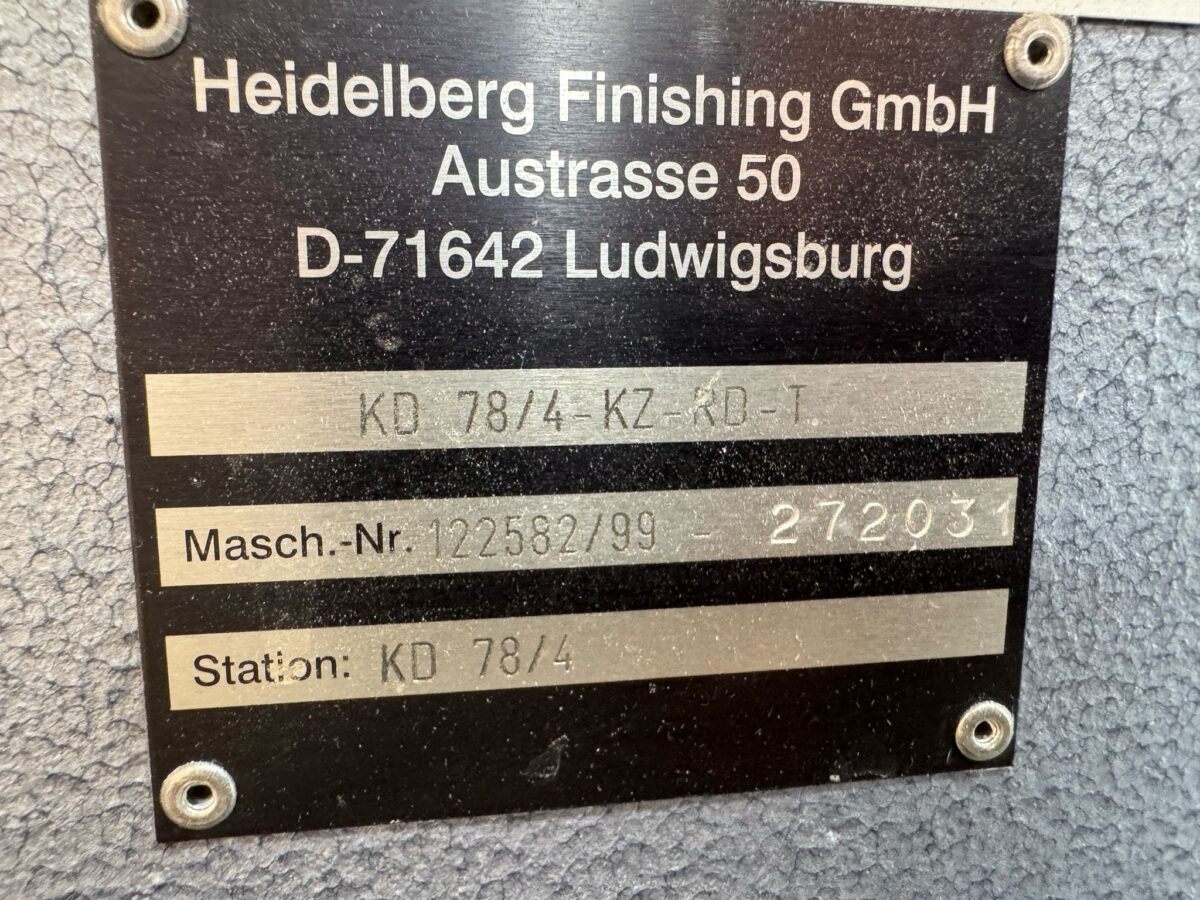 Heidelberg Finishing GmbH
Austrasse 50
D-71642 Ludwigsburg
KD 78/4-KZ-RD-T
Masch.-Nr. 122582/99 - 272031
Station: KD 78/4